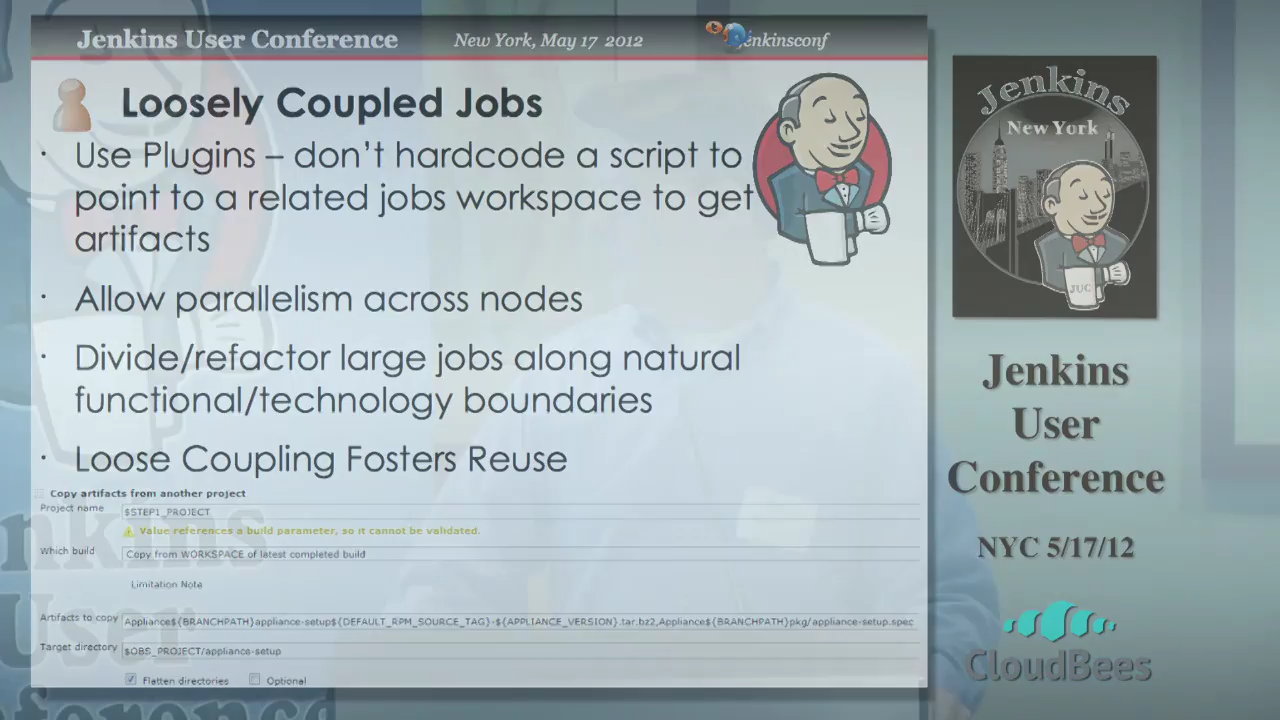 Jenkins User Conference New York, May 17 2012 enkinsconf
Loosely Coupled Jobs
· Use Plugins – don't hardcode a script to
point to a related jobs workspace to get
artifacts
· Allow parallelism across nodes
· Divide/refactor large jobs along natural
functional/technology boundaries
· Loose Coupling Fosters Reuse
Copy artifacts from another project
Project name $STEP1_PROJECT
Value references a build parameter, so it cannot be validated.
Which build Copy from WORKSPACE of latest completed build
Limitation Note
Artifacts to copy Appliance${BRANCHPATH}appliance-setup${DEFAULT_RPM_SOURCE_TAG}-${APPLIANCE_VERSION}.tar.bz2,Appliance${BRANCHPATH}pkg/appliance-setup.spec
Target directory $OBS_PROJECT/appliance-setup
Flatten directories Optional
Jenkins
New York
JUC
Jenkins
User
Conference
NYC 5/17/12
CloudBees